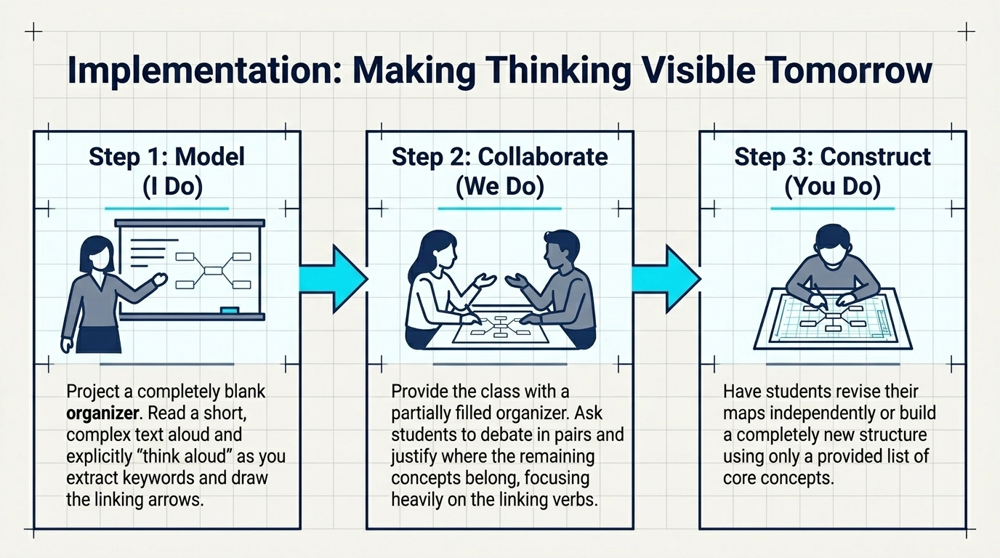 Implementation: Making Thinking Visible Tomorrow
Step 1: Model
(I Do)
Project a completely blank
organizer. Read a short,
complex text aloud and
explicitly “think aloud” as you
extract keywords and draw
the linking arrows.
Step 2: Collaborate
(We Do)
Provide the class with a
partially filled organizer. Ask
students to debate in pairs and
justify where the remaining
concepts belong, focusing
heavily on the linking verbs.
Step 3: Construct
(You Do)
Have students revise their
maps independently or build
a completely new structure
using only a provided list of
core concepts.